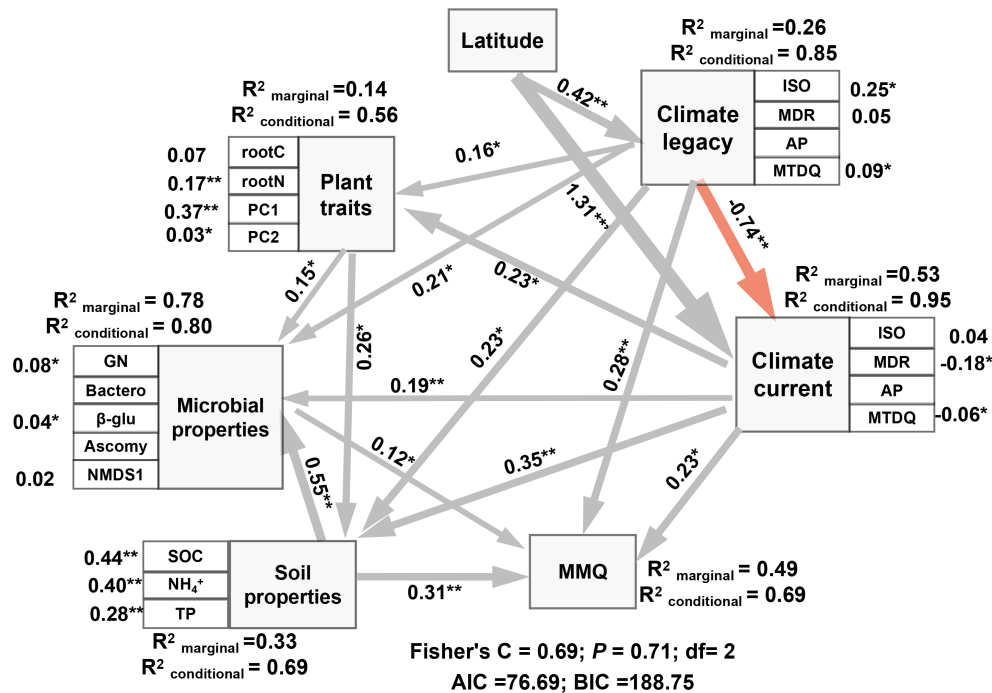 Latitude
R² marginal =0.26
R² conditional = 0.85
Climate
legacy
ISO
MDR
AP
MTDQ
0.25*
0.05
0.09*
R² marginal =0.14
R² conditional = 0.56
0.07
0.17**
0.37**
0.03*
rootC
rootN
PC1
PC2
Plant
traits
0.42**
0.16*
1.31***
-0.74**
0.21*
0.23*
0.15*
0.26*
0.23*
0.28**
R² marginal =0.53
R² conditional = 0.95
Climate
current
ISO
MDR
AP
MTDQ
0.04
-0.18*
-0.06*
R² marginal = 0.78
R² conditional = 0.80
0.08*
0.04*
0.02
GN
Bactero
β-glu
Ascomy
NMDS1
Microbial
properties
0.19**
0.12*
0.55**
0.35**
0.23*
0.44**
0.40**
0.28**
SOC
NH₄⁺
TP
Soil
properties
R² marginal =0.33
R² conditional = 0.69
0.31**
MMQ
R² marginal = 0.49
R² conditional = 0.69
Fisher's C = 0.69; P = 0.71; df= 2
AIC =76.69; BIC =188.75